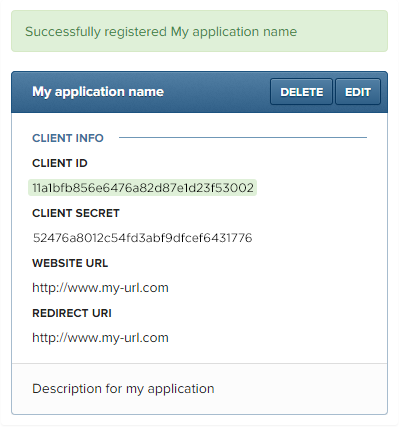 Successfully registered My application name
My application name
DELETE
EDIT
CLIENT INFO
CLIENT ID
11a1bfb856e6476a82d87e1d23f53002
CLIENT SECRET
52476a8012c54fd3abf9dfcef6431776
WEBSITE URL
http://www.my-url.com
REDIRECT URI
http://www.my-url.com
Description for my application